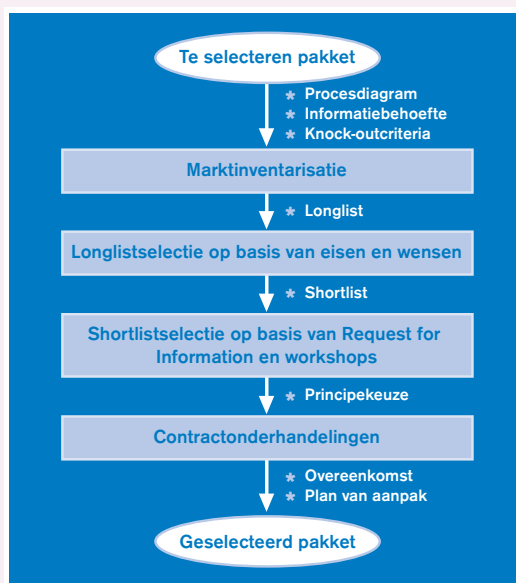 Te selecteren pakket
* Procesdiagram
* Informatiebehoefte
* Knock-outcriteria
Marktinventarisatie
* Longlist
Longlistselectie op basis van eisen en wensen
* Shortlist
Shortlistselectie op basis van Request for
Information en workshops
* Principekeuze
Contractonderhandelingen
* Overeenkomst
* Plan van aanpak
Geselecteerd pakket